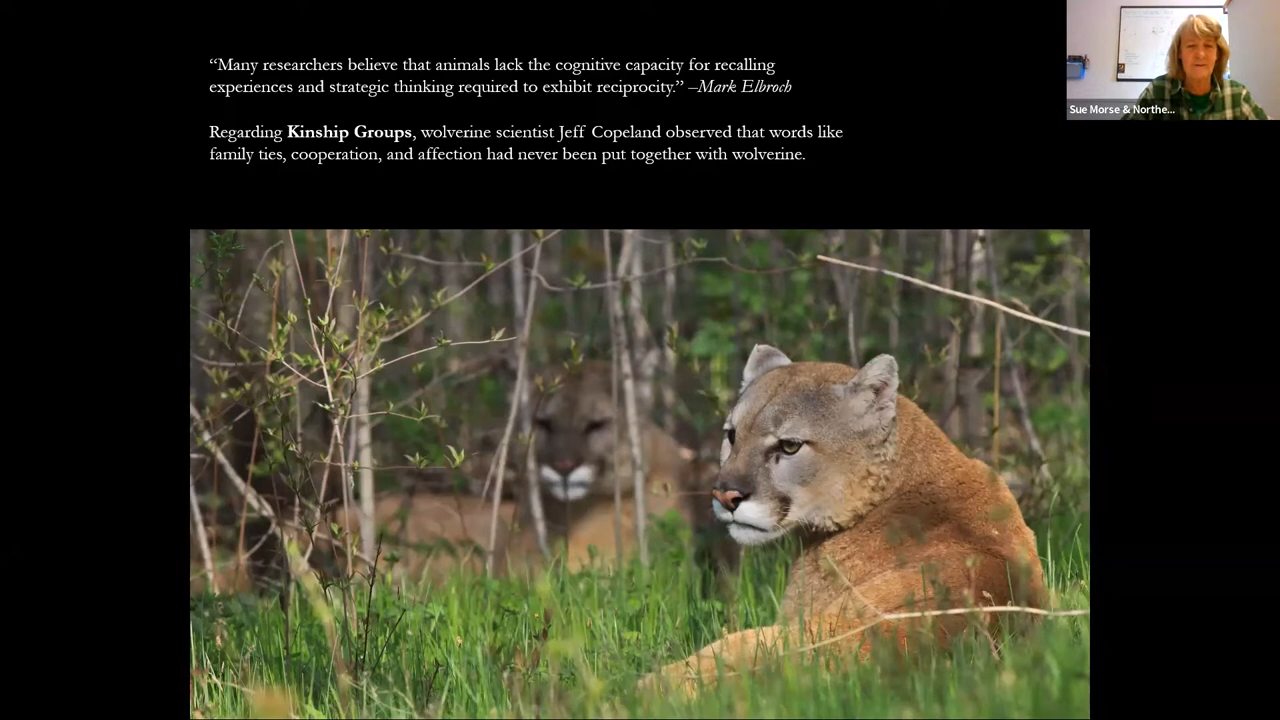 “Many researchers believe that animals lack the cognitive capacity for recalling
experiences and strategic thinking required to exhibit reciprocity.” –Mark Elbroch
Regarding Kinship Groups, wolverine scientist Jeff Copeland observed that words like
family ties, cooperation, and affection had never been put together with wolverine.
Sue Morse & Northe...